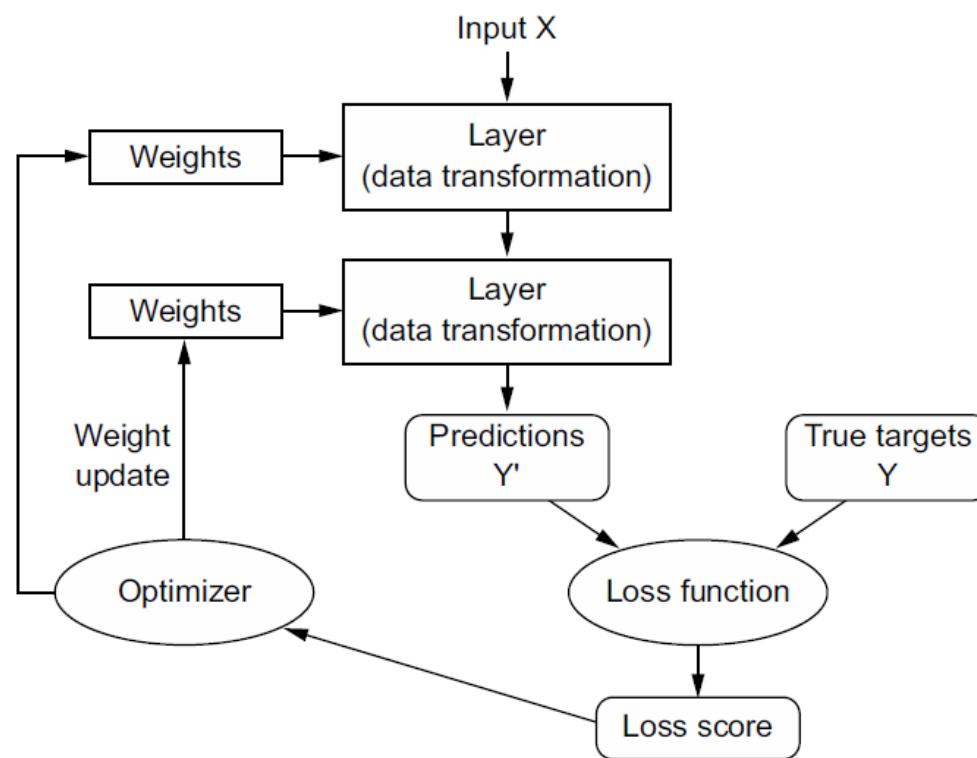 Input X
Weights
Layer
(data transformation)
Weights
Layer
(data transformation)
Weight
update
Predictions
Y'
True targets
Y
Optimizer
Loss function
Loss score